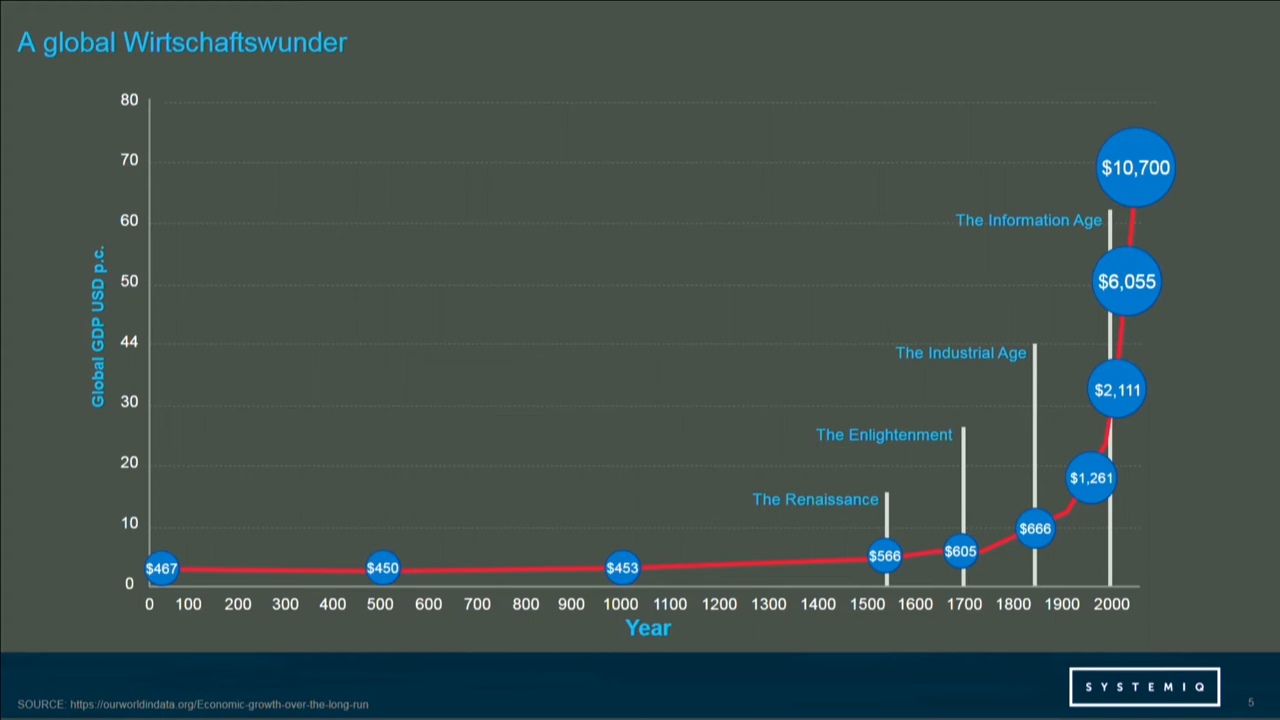 A global Wirtschaftswunder
80
70
60
50
44
30
20
10
0
Global GDP USD p.c.
$10,700
The Information Age
$6,055
The Industrial Age
$2,111
The Enlightenment
$1,261
The Renaissance
$467
$450
$453
$566
$605
$666
0 100 200 300 400 500 600 700 800 900 1000 1100 1200 1300 1400 1500 1600 1700 1800 1900 2000
Year
SYSTEMIQ
SOURCE: https://ourworldindata.org/Economic-growth-over-the-long-run
5